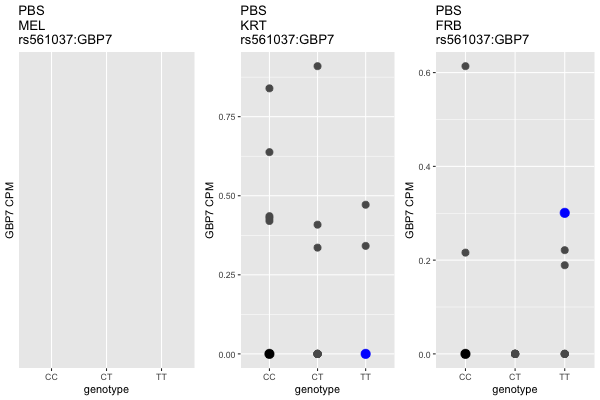 PBS
MEL
rs561037:GBP7
GBP7 CPM
CC CT TT
genotype
PBS
KRT
rs561037:GBP7
GBP7 CPM
0.75
0.50
0.25
0.00
CC CT TT
genotype
PBS
FRB
rs561037:GBP7
GBP7 CPM
0.6
0.4
0.2
0.0
CC CT TT
genotype